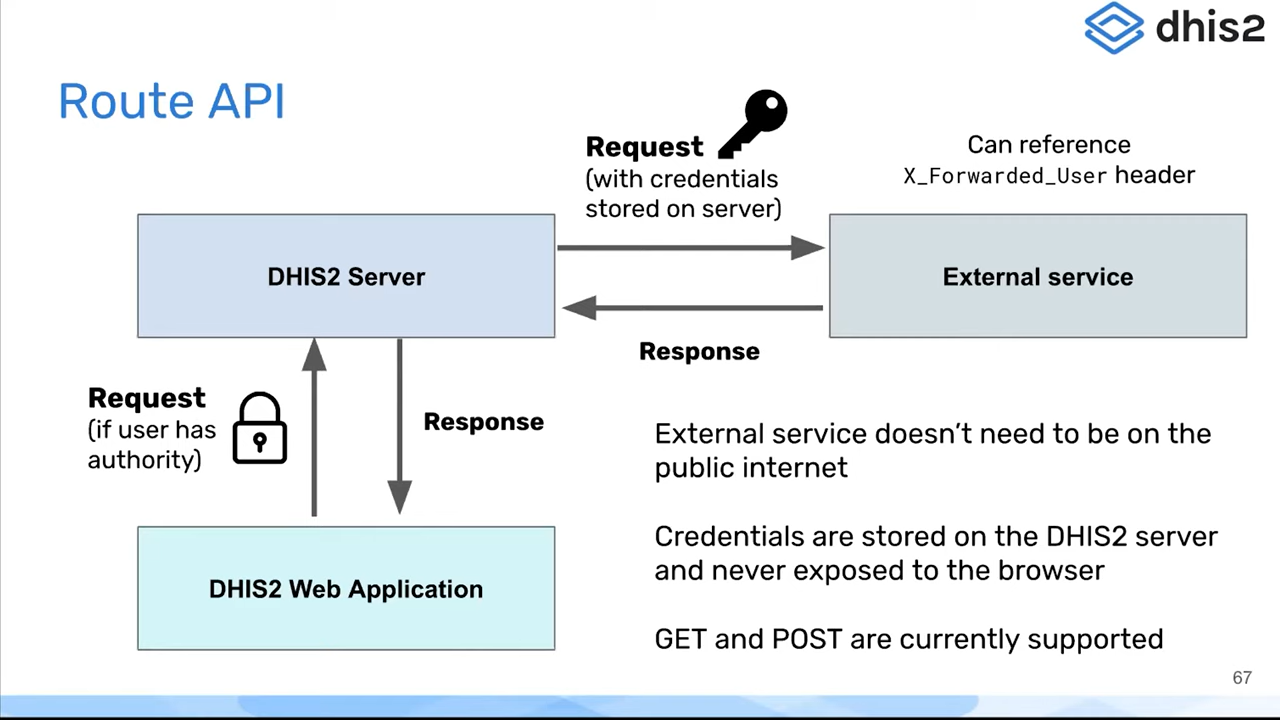 dhis2
Route API
Request
(with credentials
stored on server)
Can reference
X_Forwarded_User header
DHIS2 Server
External service
Response
Request
(if user has
authority)
Response
External service doesn't need to be on the
public internet
Credentials are stored on the DHIS2 server
and never exposed to the browser
DHIS2 Web Application
GET and POST are currently supported
67